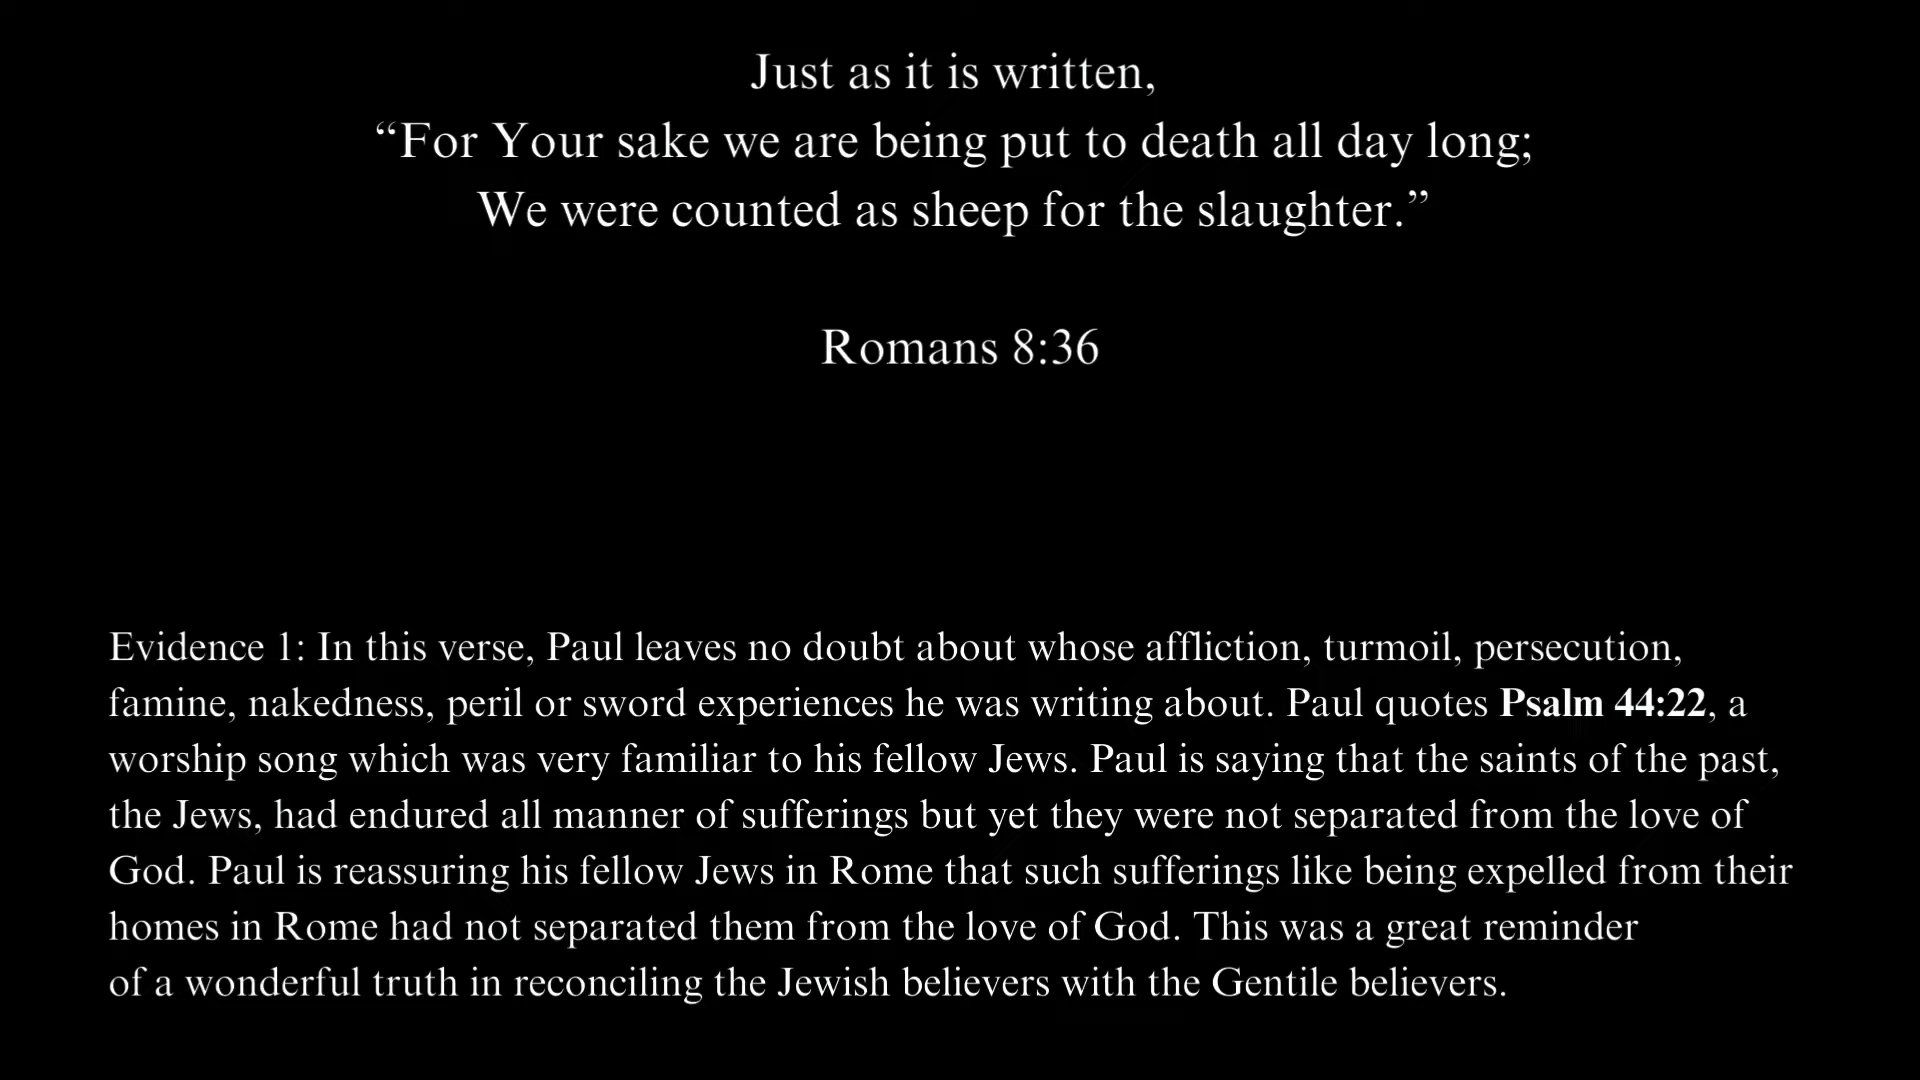 Just as it is written,
“For Your sake we are being put to death all day long;
We were counted as sheep for the slaughter.”
Romans 8:36
Evidence 1: In this verse, Paul leaves no doubt about whose affliction, turmoil, persecution,
famine, nakedness, peril or sword experiences he was writing about. Paul quotes Psalm 44:22, a
worship song which was very familiar to his fellow Jews. Paul is saying that the saints of the past,
the Jews, had endured all manner of sufferings but yet they were not separated from the love of
God. Paul is reassuring his fellow Jews in Rome that such sufferings like being expelled from their
homes in Rome had not separated them from the love of God. This was a great reminder
of a wonderful truth in reconciling the Jewish believers with the Gentile believers.